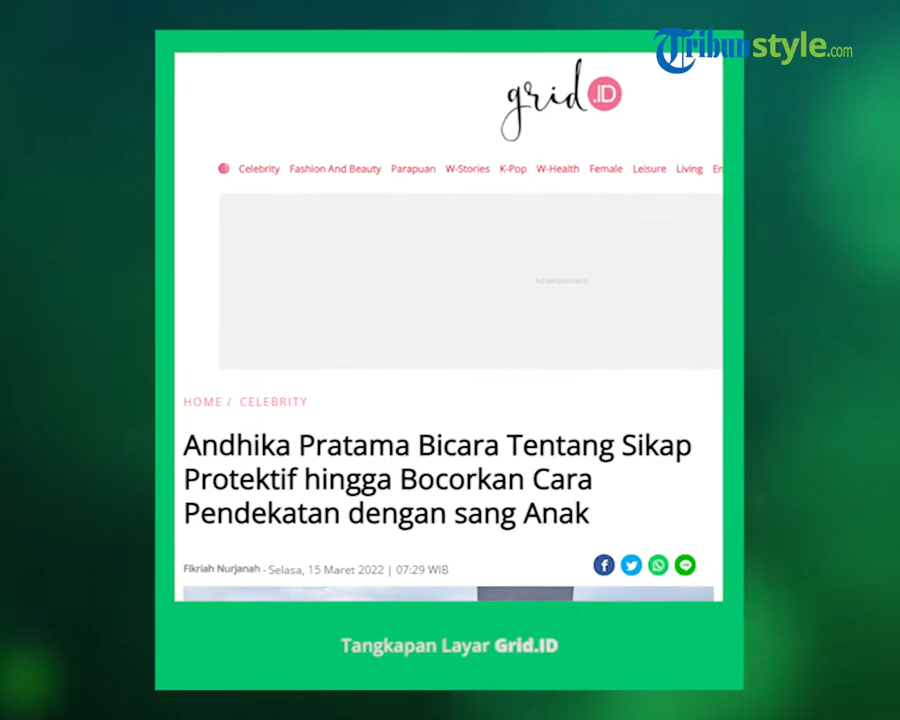 Tribunstyle.com
grid.ID
Celebrity Fashion And Beauty Parapuan W-Stories K-Pop W-Health Female Leisure Living En
Advertisement
HOME / CELEBRITY
Andhika Pratama Bicara Tentang Sikap
Protektif hingga Bocorkan Cara
Pendekatan dengan sang Anak
Fikriah Nurjanah - Selasa, 15 Maret 2022 | 07:29 WIB
Tangkapan Layar Grid.ID